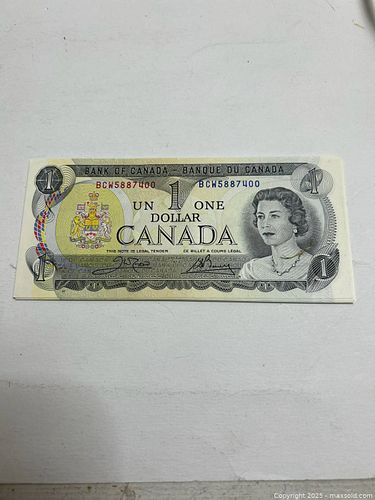 BANK OF CANADA - BANQUE DU CANADA
1 1
BCW5887400 BCW5887400
UN 1 ONE
DOLLAR
CANADA
THIS NOTE IS LEGAL TENDER CE BILLET A COURS LÉGAL
1 1
Copyright 2025 - maxsold.com